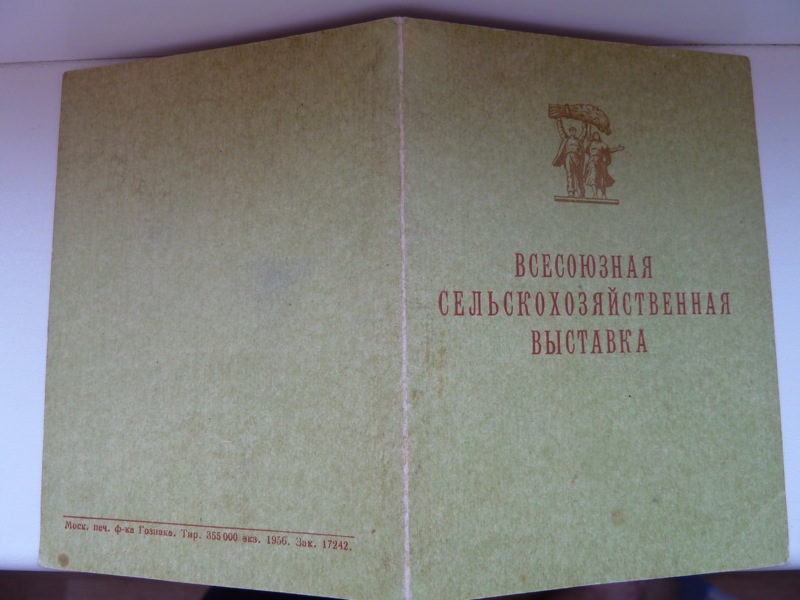 ВСЕСОЮЗНАЯ
СЕЛЬСКОХОЗЯЙСТВЕННАЯ
ВЫСТАВКА
Моск. печ. ф-ка Гознака. Тир. 355 000 экз. 1956. Зак. 17242.